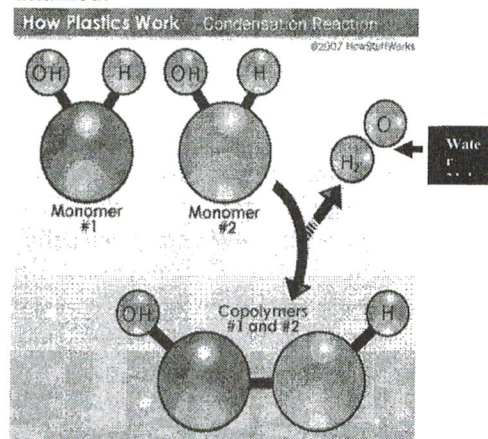 How Plastics Work Condensation Reaction
©2007 HowStuffWorks
OH H OH H
O
H₂
Wate
r
Monomer
#1
Monomer
#2
Copolymers
#1 and #2
OH H